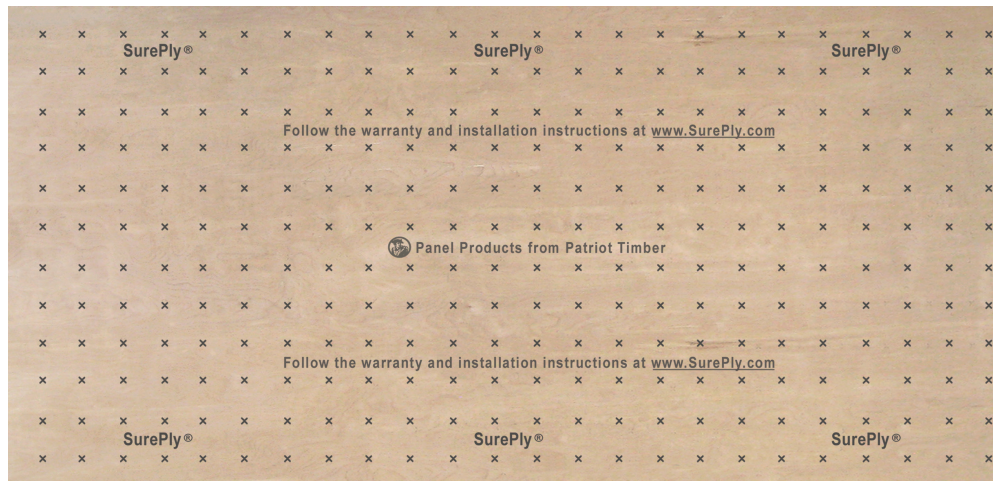 SurePly® SurePly® SurePly®
Follow the warranty and installation instructions at www.SurePly.com
Panel Products from Patriot Timber
Follow the warranty and installation instructions at www.SurePly.com
SurePly® SurePly® SurePly®